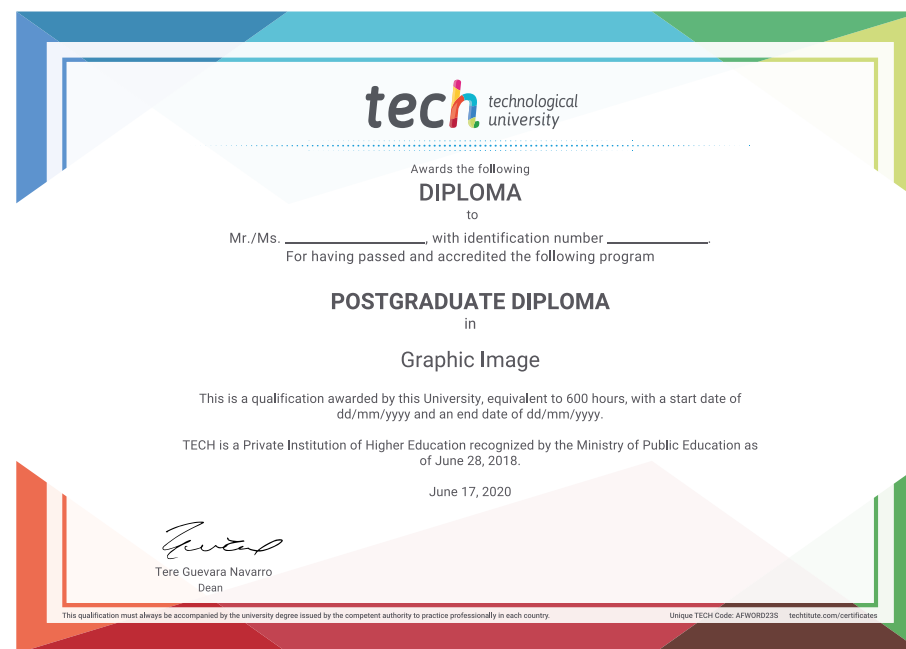 tech technological
university
Awards the following
DIPLOMA
to
Mr./Ms. ____________________, with identification number ______________.
For having passed and accredited the following program
POSTGRADUATE DIPLOMA
in
Graphic Image
This is a qualification awarded by this University, equivalent to 600 hours, with a start date of
dd/mm/yyyy and an end date of dd/mm/yyyy.
TECH is a Private Institution of Higher Education recognized by the Ministry of Public Education as
of June 28, 2018.
June 17, 2020
Tere Guevara Navarro
Dean
This qualification must always be accompanied by the university degree issued by the competent authority to practice professionally in each country. Unique TECH Code: AFWORD23S techtitute.com/certificates